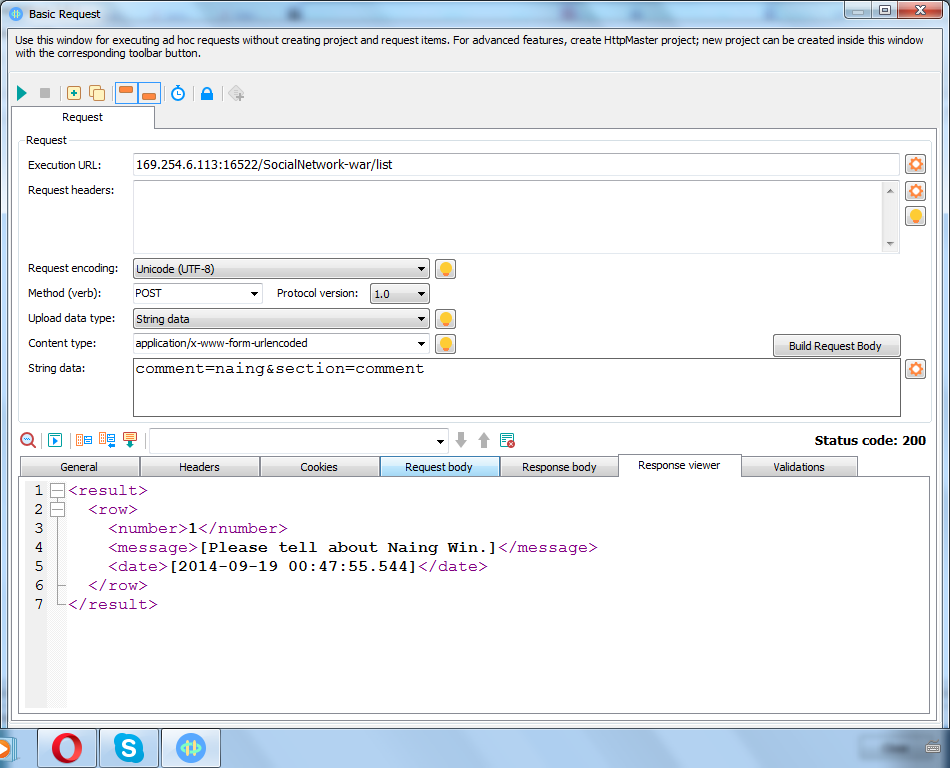 Basic Request
Use this window for executing ad hoc requests without creating project and request items. For advanced features, create HttpMaster project; new project can be created inside this window
with the corresponding toolbar button.
Request
Request
Execution URL: 169.254.6.113:16522/SocialNetwork-war/list
Request headers:
Request encoding: Unicode (UTF-8)
Method (verb): POST Protocol version: 1.0
Upload data type: String data
Content type: application/x-www-form-urlencoded Build Request Body
String data: comment=naing&section=comment
Status code: 200
General Headers Cookies Request body Response body Response viewer Validations
1 <result>
2 <row>
3 <number>1</number>
4 <message>[Please tell about Naing Win.]</message>
5 <date>[2014-09-19 00:47:55.544]</date>
6 </row>
7 </result>